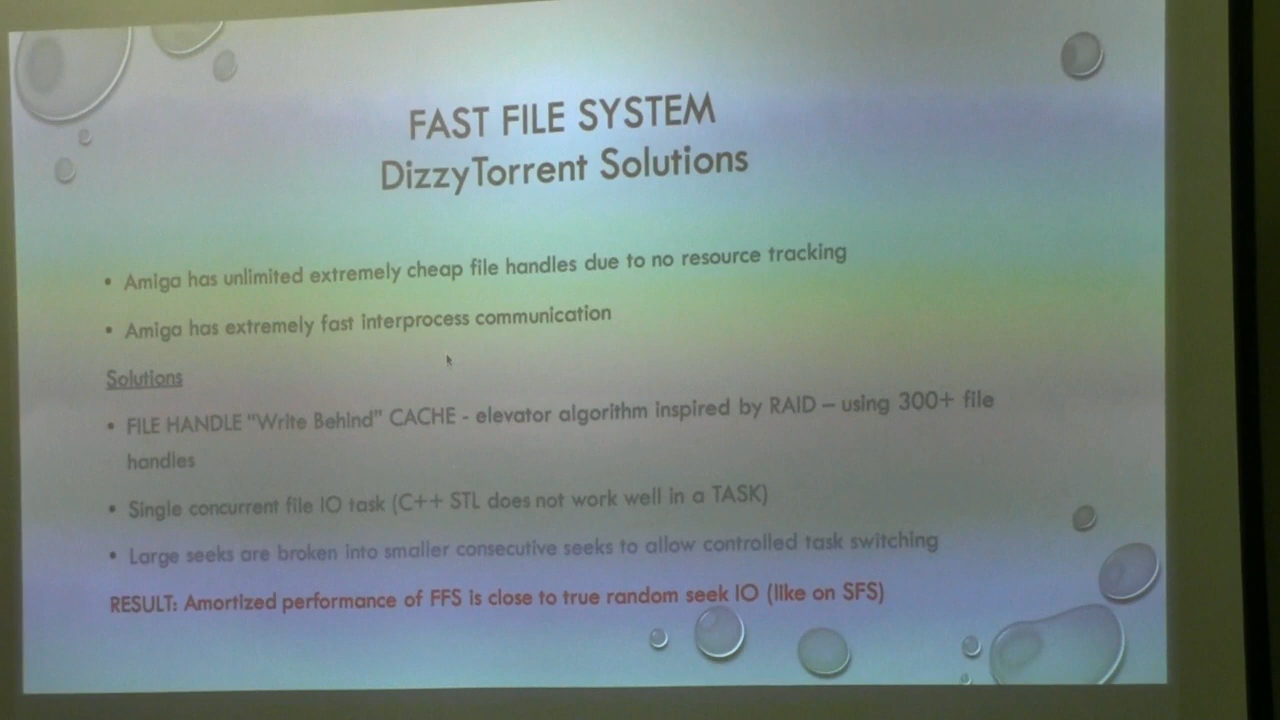 FAST FILE SYSTEM
DizzyTorrent Solutions
• Amiga has unlimited extremely cheap file handles due to no resource tracking
• Amiga has extremely fast interprocess communication
Solutions
• FILE HANDLE "Write Behind" CACHE - elevator algorithm inspired by RAID – using 300+ file
handles
• Single concurrent file IO task (C++ STL does not work well in a TASK)
• Large seeks are broken into smaller consecutive seeks to allow controlled task switching
RESULT: Amortized performance of FFS is close to true random seek IO (like on SFS)